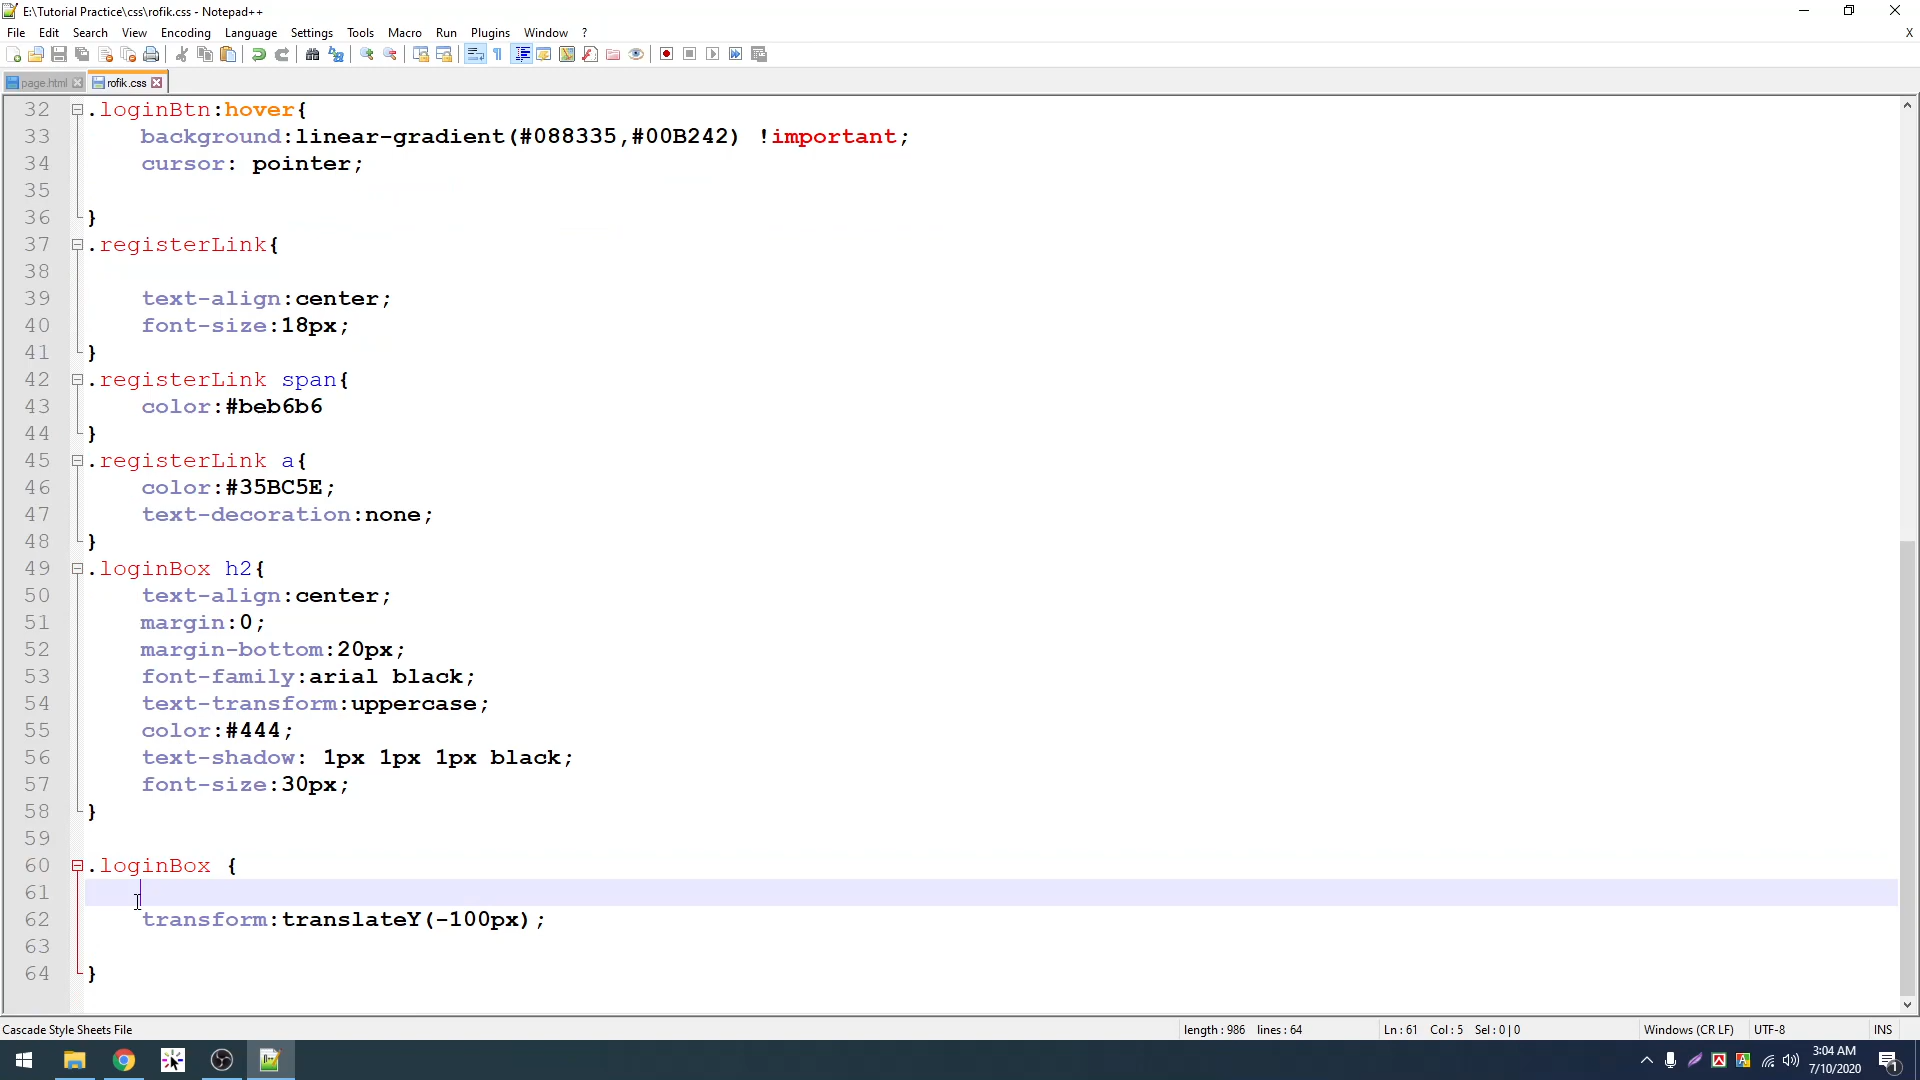 E:\Tutorial Practice\css\rofik.css - Notepad++
File Edit Search View Encoding Language Settings Tools Macro Run Plugins Window ? X
page.html rofik.css
32 .loginBtn:hover{
33 background:linear-gradient(#088335,#00B242) !important;
34 cursor: pointer;
35
36 }
37 .registerLink{
38
39 text-align:center;
40 font-size:18px;
41 }
42 .registerLink span{
43 color:#beb6b6
44 }
45 .registerLink a{
46 color:#35BC5E;
47 text-decoration:none;
48 }
49 .loginBox h2{
50 text-align:center;
51 margin:0;
52 margin-bottom:20px;
53 font-family:arial black;
54 text-transform:uppercase;
55 color:#444;
56 text-shadow: 1px 1px 1px black;
57 font-size:30px;
58 }
59
60 .loginBox {
61
62 transform:translateY(-100px);
63
64 }
Cascade Style Sheets File length : 986 lines : 64 Ln : 61 Col : 5 Sel : 0 | 0 Windows (CR LF) UTF-8 INS
3:04 AM
7/10/2020
1